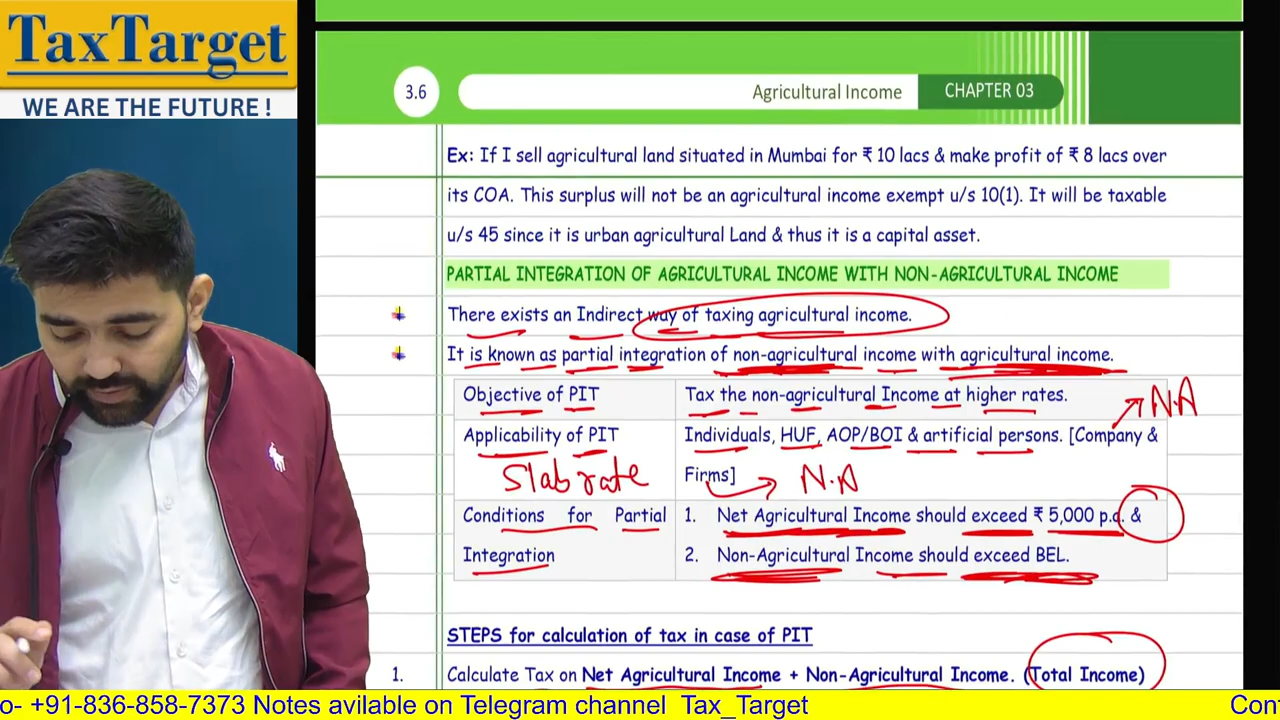 TaxTarget
WE ARE THE FUTURE !
3.6
Agricultural Income
CHAPTER 03
Ex: If I sell agricultural land situated in Mumbai for ₹ 10 lacs & make profit of ₹ 8 lacs over
its COA. This surplus will not be an agricultural income exempt u/s 10(1). It will be taxable
u/s 45 since it is urban agricultural Land & thus it is a capital asset.
PARTIAL INTEGRATION OF AGRICULTURAL INCOME WITH NON-AGRICULTURAL INCOME
There exists an Indirect way of taxing agricultural income.
It is known as partial integration of non-agricultural income with agricultural income.
Objective of PIT
Tax the non-agricultural Income at higher rates.
N.A
Applicability of PIT
Individuals, HUF, AOP/BOI & artificial persons. [Company &
Firms]
Slab rate
N.A
Conditions for Partial
Integration
1. Net Agricultural Income should exceed ₹ 5,000 p.a. &
2. Non-Agricultural Income should exceed BEL.
STEPS for calculation of tax in case of PIT
1. Calculate Tax on Net Agricultural Income + Non-Agricultural Income. (Total Income)
o- +91-836-858-7373 Notes avilable on Telegram channel Tax_Target
Con